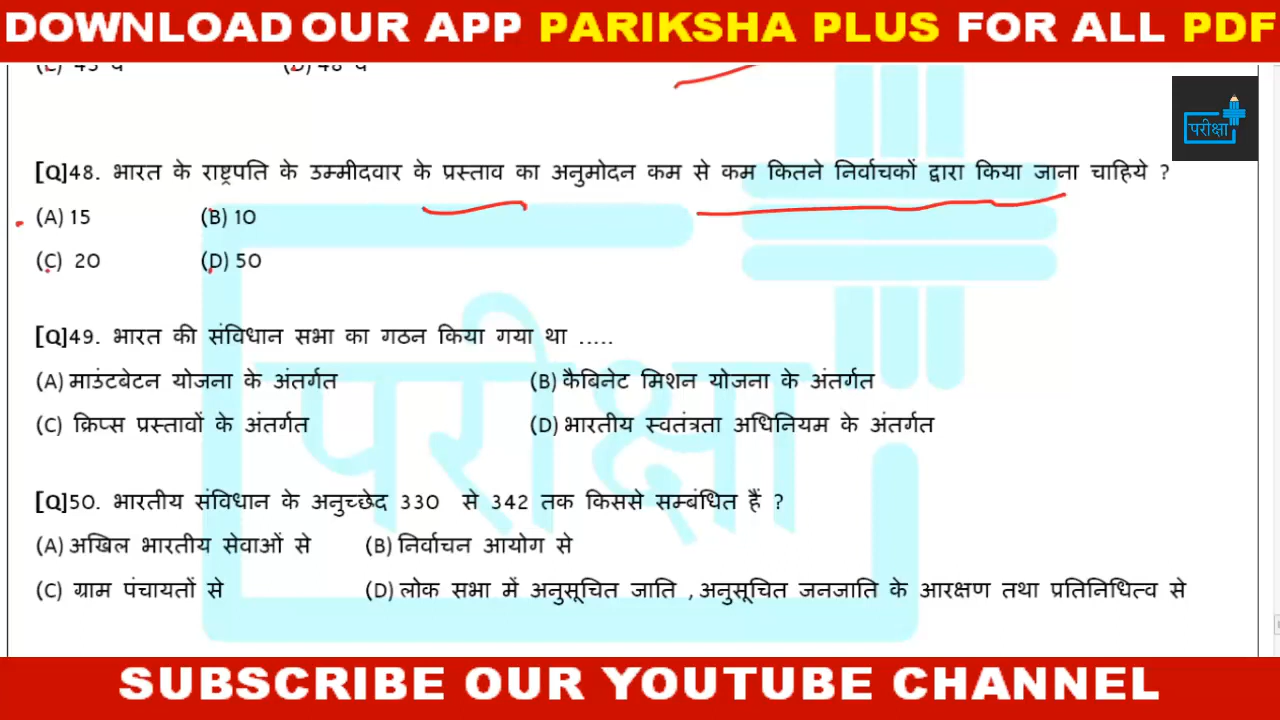 DOWNLOAD OUR APP PARIKSHA PLUS FOR ALL PDF
(C) 45 वें (D) 48 वें
परीक्षा
[Q]48. भारत के राष्ट्रपति के उम्मीदवार के प्रस्ताव का अनुमोदन कम से कम कितने निर्वाचकों द्वारा किया जाना चाहिये ?
(A) 15 (B) 10
(C) 20 (D) 50
[Q]49. भारत की संविधान सभा का गठन किया गया था .....
(A) माउंटबेटन योजना के अंतर्गत (B) कैबिनेट मिशन योजना के अंतर्गत
(C) क्रिप्स प्रस्तावों के अंतर्गत (D) भारतीय स्वतंत्रता अधिनियम के अंतर्गत
परीक्षा
[Q]50. भारतीय संविधान के अनुच्छेद 330 से 342 तक किससे सम्बंधित हैं ?
(A) अखिल भारतीय सेवाओं से (B) निर्वाचन आयोग से
(C) ग्राम पंचायतों से (D) लोक सभा में अनुसूचित जाति , अनुसूचित जनजाति के आरक्षण तथा प्रतिनिधित्व से
SUBSCRIBE OUR YOUTUBE CHANNEL